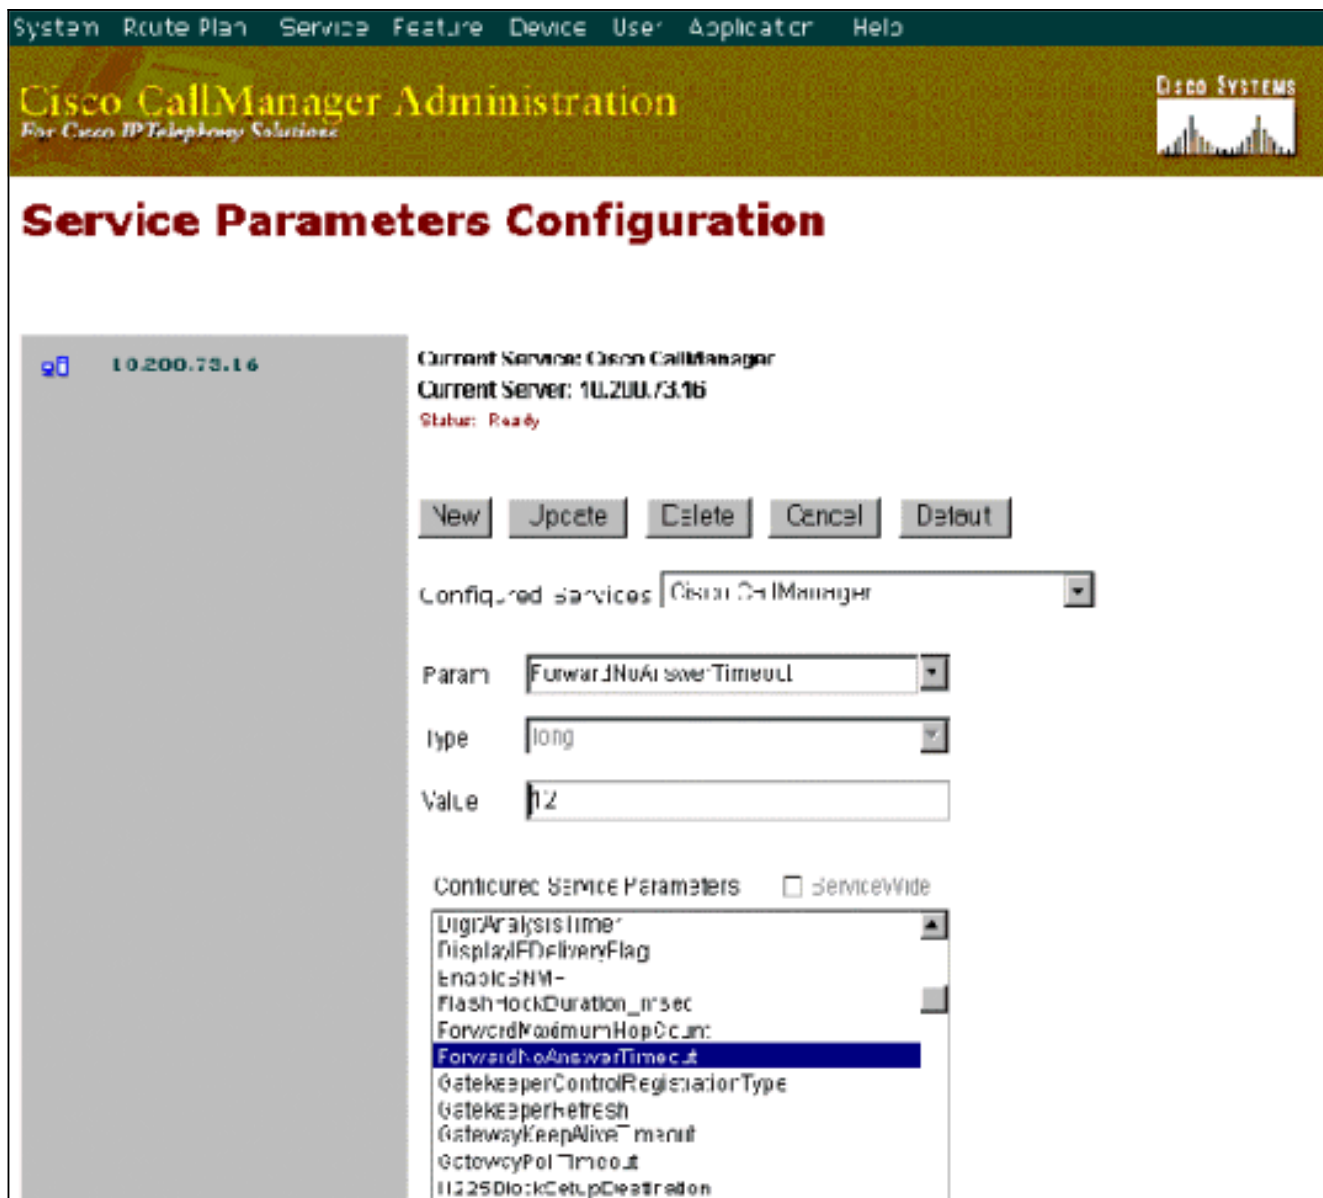 System Route Plan Service Feature Device User Application Help
Cisco CallManager Administration
For Cisco IP Telephony Solutions
CISCO SYSTEMS
Service Parameters Configuration
10.200.73.16
Current Service: Cisco CallManager
Current Server: 10.200.73.16
Status: Ready
New Update Delete Cancel Default
Configured Services Cisco CallManager
Param ForwardNoAnswerTimeout
Type long
Value 12
Configured Service Parameters ServiceWide
DigitAnalysisTimer
DisplayIEDeliveryFlag
EnableSNMP
FlashHookDuration_msec
ForwardMaximumHopCount
ForwardNoAnswerTimeout
GatekeeperControlRegistrationType
GatekeeperRefresh
GatewayKeepAliveTimeout
GatewayPollTimeout
H225BlockSetupDestination